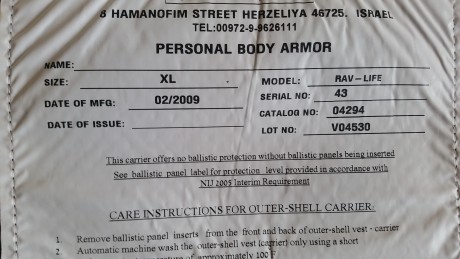 8 HAMANOFIM STREET HERZELIYA 46725. ISRAEL
TEL:00972-9-9626111
PERSONAL BODY ARMOR
NAME:
SIZE: XL
DATE OF MFG: 02/2009
DATE OF ISSUE:
MODEL: RAV-LIFE
SERIAL NO: 43
CATALOG NO: 04294
LOT NO: V04530
This carrier offers no ballistic protection without ballistic panels being inserted
See ballistic panel label for protection level provided in accordance with
NIJ 2005 Interim Requirement
CARE INSTRUCTIONS FOR OUTER-SHELL CARRIER:
1. Remove ballistic panel inserts from the front and back of outer-shell vest - carrier
2. Automatic machine wash the outer-shell vest (carrier) only using a short
of approximately 100 F